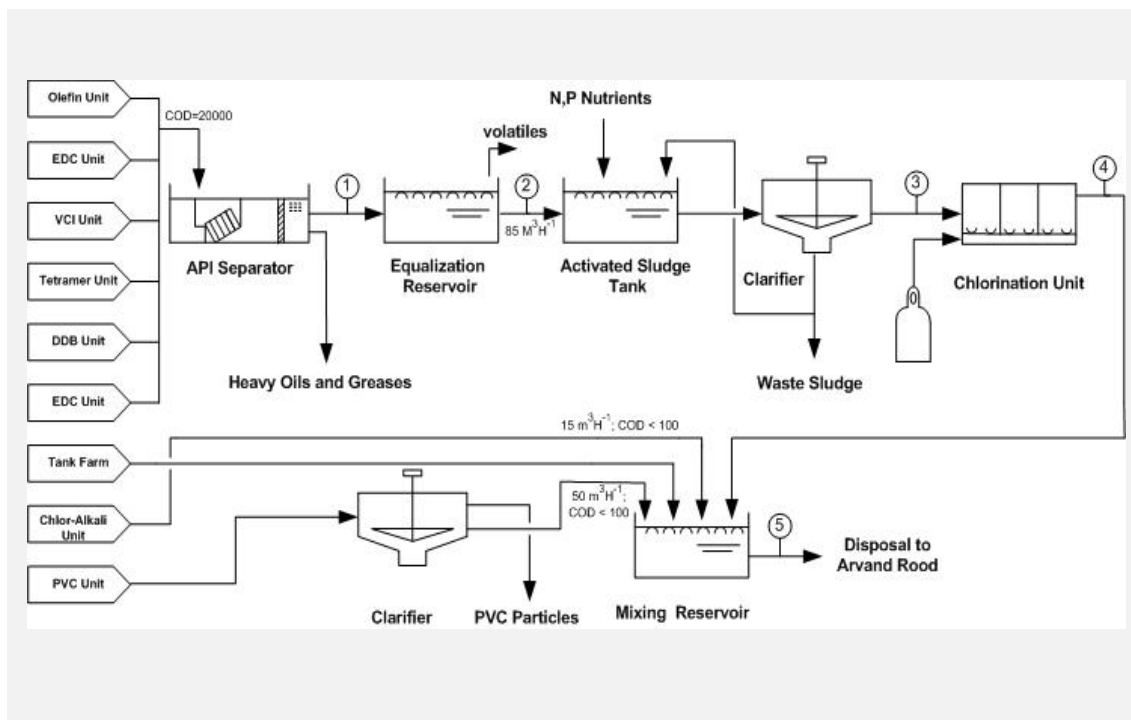 Olefin Unit
COD=20000
EDC Unit
VCI Unit
Tetramer Unit
DDB Unit
EDC Unit
Tank Farm
Chlor-Alkali
Unit
PVC Unit
API Separator
Heavy Oils and Greases
1
volatiles
Equalization
Reservoir
2
85 M³H⁻¹
N,P Nutrients
Activated Sludge
Tank
Clarifier
Waste Sludge
3
Chlorination Unit
4
15 m³H⁻¹; COD < 100
50 m³H⁻¹;
COD < 100
Clarifier
PVC Particles
Mixing Reservoir
5
Disposal to
Arvand Rood